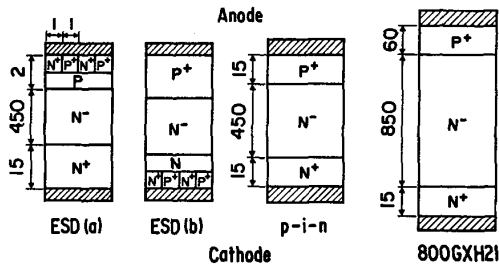 Anode
1 1
N+ P+ N+ P+
P
2
N-
450
N+
15
ESD (a)
P+
N-
N
N+ P+ N+ P+
ESD (b)
15
P+
450
N-
15
N+
p-i-n
60
P+
850
N-
15
N+
800GXH21
Cathode